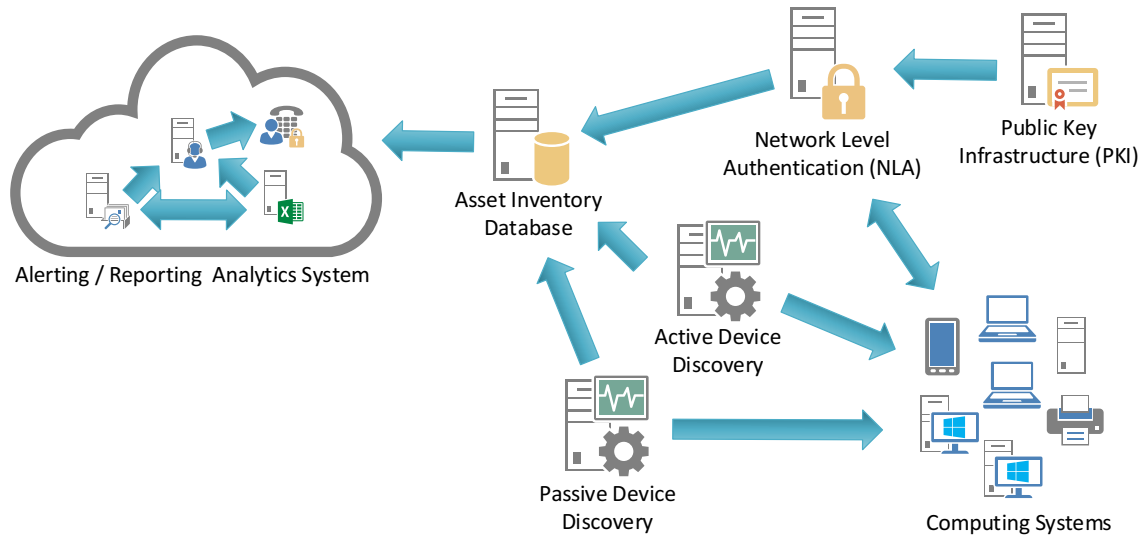 Public Key
Infrastructure (PKI)
Network Level
Authentication (NLA)
Asset Inventory
Database
Alerting / Reporting  Analytics System
Active Device
Discovery
Passive Device
Discovery
Computing Systems